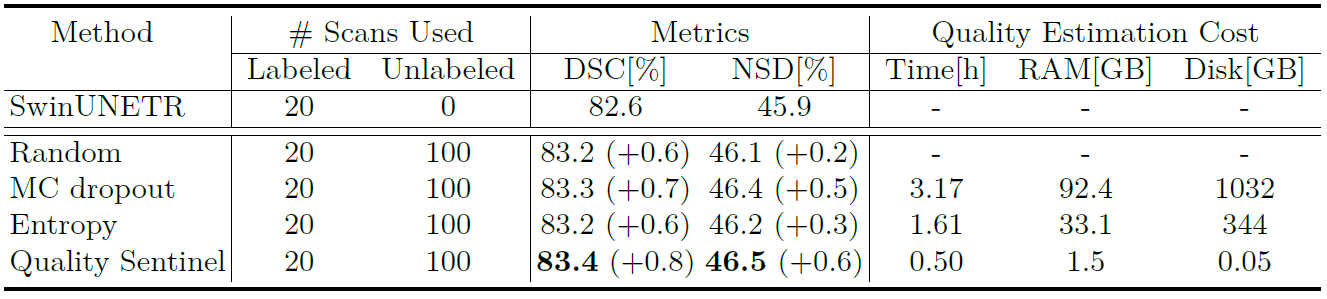 Method # Scans Used Metrics Quality Estimation Cost
Labeled Unlabeled DSC[%] NSD[%] Time[h] RAM[GB] Disk[GB]
SwinUNETR 20 0 82.6 45.9 - - -
Random 20 100 83.2 (+0.6) 46.1 (+0.2) - - -
MC dropout 20 100 83.3 (+0.7) 46.4 (+0.5) 3.17 92.4 1032
Entropy 20 100 83.2 (+0.6) 46.2 (+0.3) 1.61 33.1 344
Quality Sentinel 20 100 83.4 (+0.8) 46.5 (+0.6) 0.50 1.5 0.05